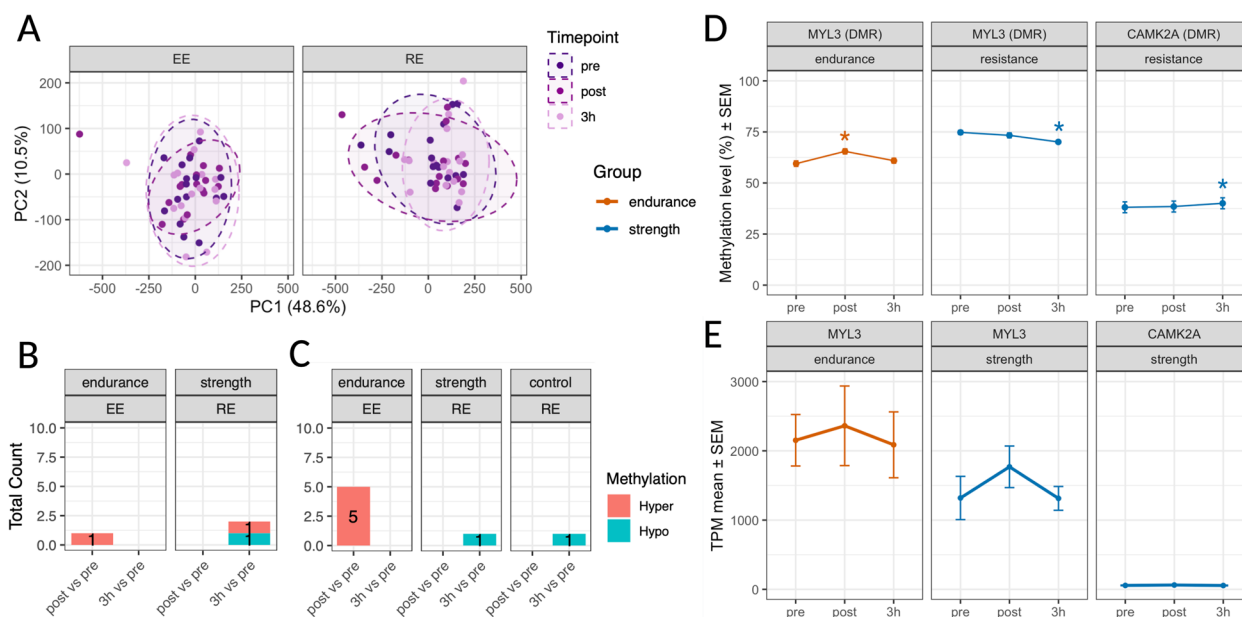 A
EE
RE
200
100
0
-100
-200
PC2 (10.5%)
-500
-250
0
250
500
-500
-250
0
250
500
PC1 (48.6%)
Timepoint
pre
post
3h
Group
endurance
strength
B
endurance
strength
EE
RE
10.0
7.5
5.0
2.5
0.0
Total Count
1
1
1
post vs pre
3h vs pre
post vs pre
3h vs pre
C
endurance
strength
control
EE
RE
RE
10.0
7.5
5.0
2.5
0.0
5
1
1
post vs pre
3h vs pre
post vs pre
3h vs pre
post vs pre
3h vs pre
Methylation
Hyper
Hypo
D
MYL3 (DMR)
MYL3 (DMR)
CAMK2A (DMR)
endurance
resistance
resistance
100
75
50
25
0
Methylation level (%) ± SEM
*
*
*
pre
post
3h
pre
post
3h
pre
post
3h
E
MYL3
MYL3
CAMK2A
endurance
strength
strength
3000
2000
1000
0
TPM mean ± SEM
pre
post
3h
pre
post
3h
pre
post
3h